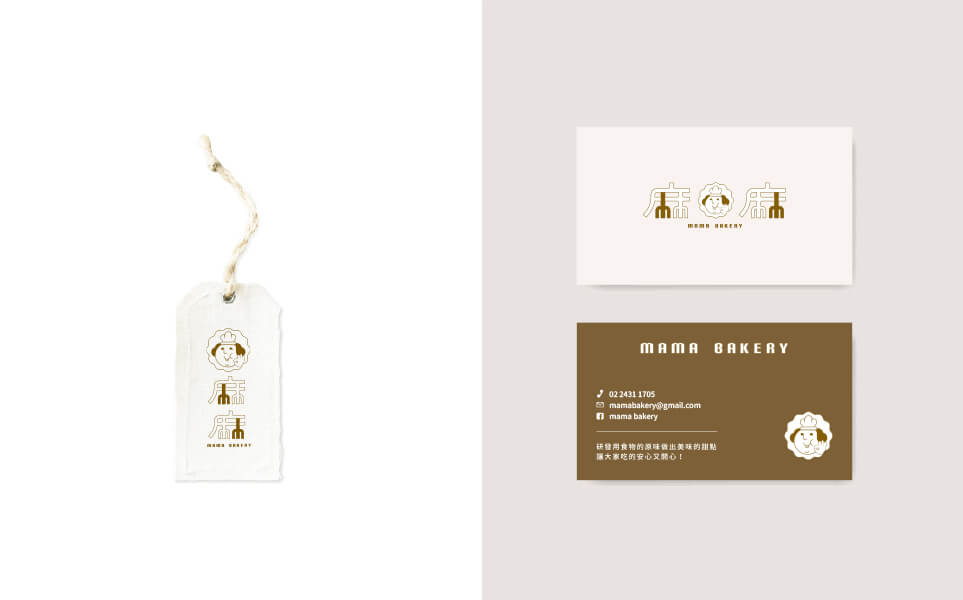 麻
麻
MAMA BAKERY
麻麻
MAMA BAKERY
MAMA BAKERY
02 2431 1705
mamabakery@gmail.com
mama bakery
研發用食物的原味做出美味的甜點
讓大家吃的安心又開心！